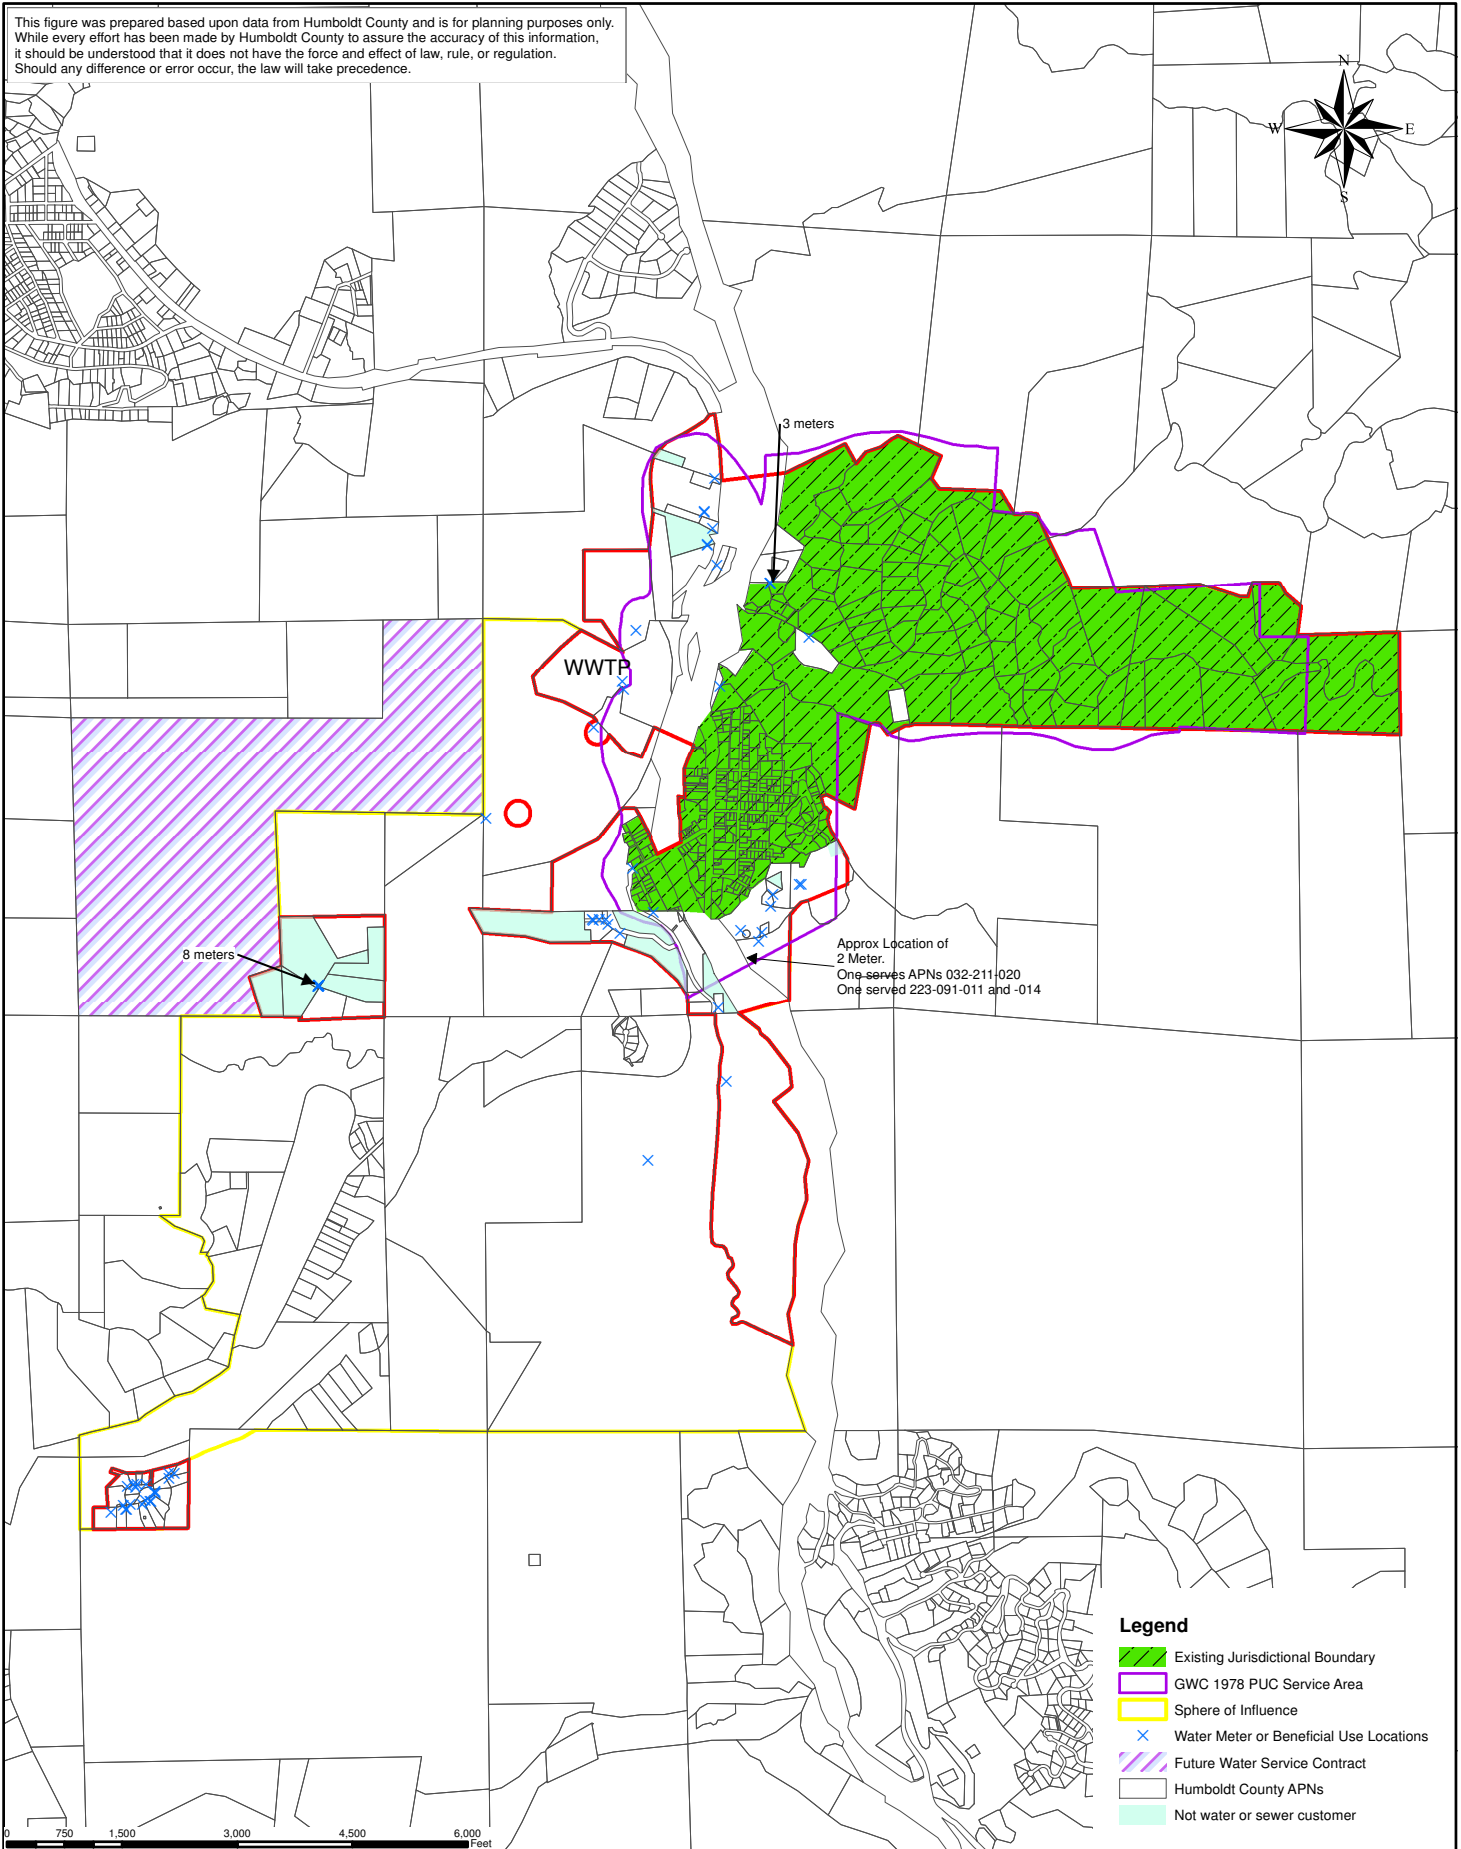 This figure was prepared based upon data from Humboldt County and is for planning purposes only.
While every effort has been made by Humboldt County to assure the accuracy of this information,
it should be understood that it does not have the force and effect of law, rule, or regulation.
Should any difference or error occur, the law will take precedence.
N
W
E
S
3 meters
WWTP
8 meters
Approx Location of
2 Meter.
One serves APNs 032-211-020
One served 223-091-011 and -014
Legend
Existing Jurisdictional Boundary
GWC 1978 PUC Service Area
Sphere of Influence
Water Meter or Beneficial Use Locations
Future Water Service Contract
Humboldt County APNs
Not water or sewer customer
0 750 1,500 3,000 4,500 6,000
Feet